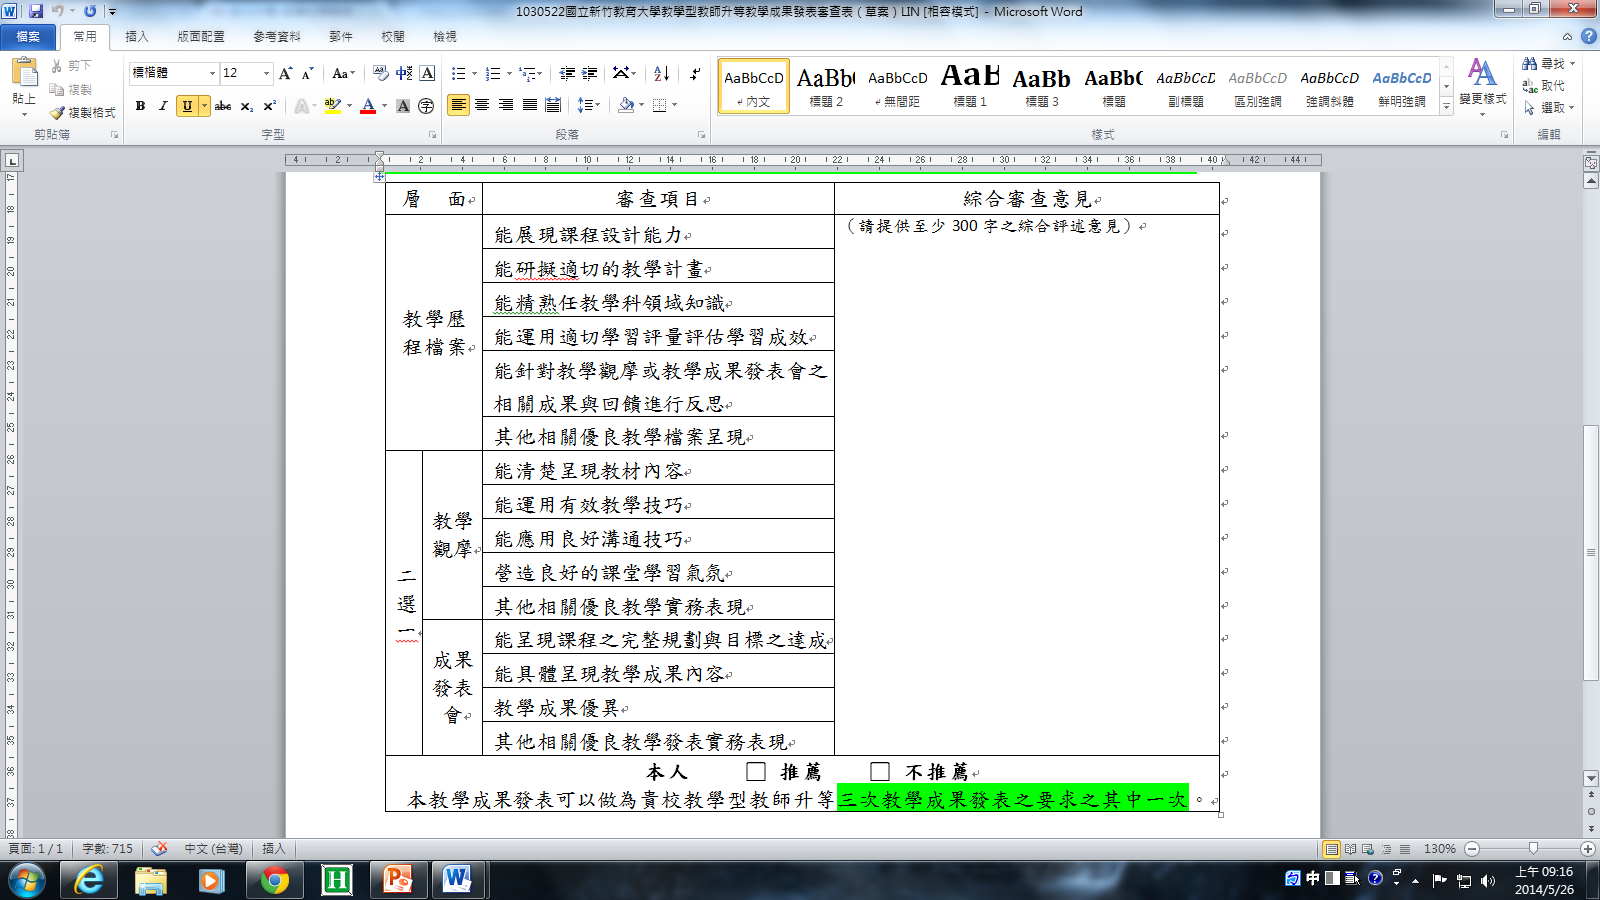 1030522國立新竹教育大學教學型教師升等教學成果發表審查表（草案）LIN [相容模式] - Microsoft Word
檔案 常用 插入 版面配置 參考資料 郵件 校閱 檢視
貼上 剪下 複製 複製格式
標楷體 12
AaBbCcD AaBb( AaBbCcD AaB AaBb AaBbC AaBbCcD AaBbCcD AaBbCcD AaBbCcD
內文 標題 2 無間距 標題 1 標題 3 標題 副標題 區別強調 強調斜體 鮮明強調
變更樣式 尋找 取代 選取
剪貼簿 字型 段落 樣式 編輯
層 面 審查項目 綜合審查意見
教學歷
程檔案
能展現課程設計能力
能研擬適切的教學計畫
能精熟任教學科領域知識
能運用適切學習評量評估學習成效
能針對教學觀摩或教學成果發表會之
相關成果與回饋進行反思
其他相關優良教學檔案呈現
（請提供至少 300 字之綜合評述意見）
二
選
一
教學
觀摩
能清楚呈現教材內容
能運用有效教學技巧
能應用良好溝通技巧
營造良好的課堂學習氣氛
其他相關優良教學實務表現
成果
發表
會
能呈現課程之完整規劃與目標之達成
能具體呈現教學成果內容
教學成果優異
其他相關優良教學發表實務表現
本人 □ 推薦 □ 不推薦
本教學成果發表可以做為貴校教學型教師升等三次教學成果發表之要求之其中一次。
頁面: 1 / 1 字數: 715 中文 (台灣) 插入 130%
中 上午 09:16
2014/5/26